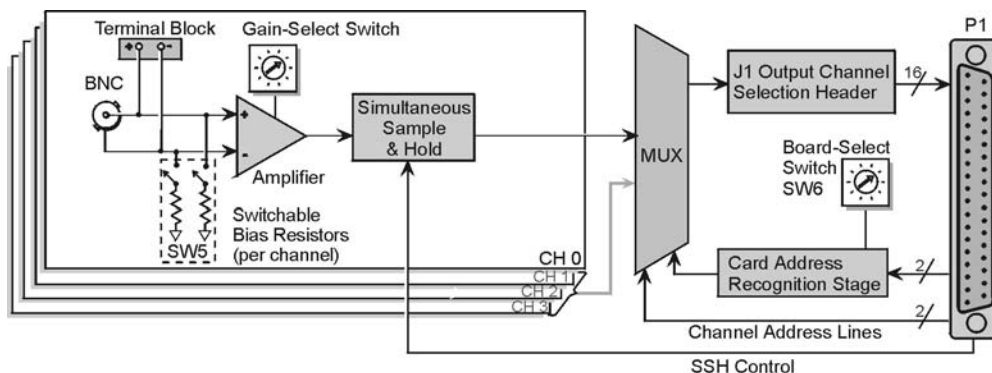 Terminal Block
+
-
Gain-Select Switch
BNC
+
-
Amplifier
Simultaneous
Sample
& Hold
Switchable
Bias Resistors
(per channel)
SW5
CH 0
CH 1
CH 2
CH 3
MUX
J1 Output Channel
Selection Header
16
P1
Board-Select
Switch
SW6
Card Address
Recognition Stage
2
2
Channel Address Lines
SSH Control